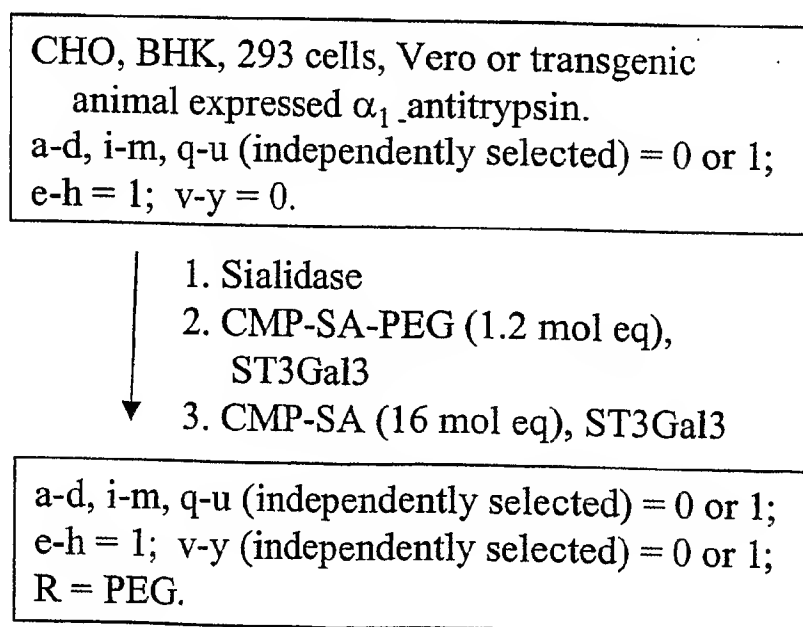 CHO, BHK, 293 cells, Vero or transgenic
animal expressed α₁ antitrypsin.
a-d, i-m, q-u (independently selected) = 0 or 1;
e-h = 1; v-y = 0.
1. Sialidase
2. CMP-SA-PEG (1.2 mol eq),
ST3Gal3
3. CMP-SA (16 mol eq), ST3Gal3
a-d, i-m, q-u (independently selected) = 0 or 1;
e-h = 1; v-y (independently selected) = 0 or 1;
R = PEG.